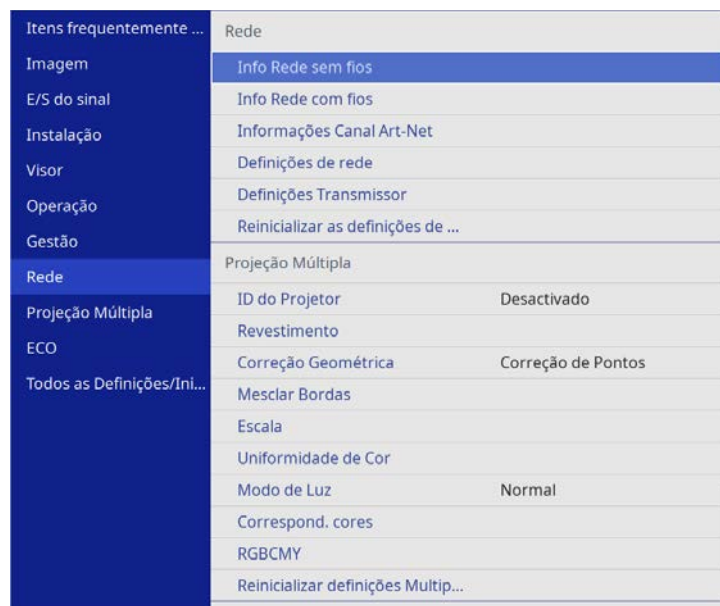 Itens frequentemente ...
Imagem
E/S do sinal
Instalação
Visor
Operação
Gestão
Rede
Projeção Múltipla
ECO
Todos as Definições/Ini...
Rede
Info Rede sem fios
Info Rede com fios
Informações Canal Art-Net
Definições de rede
Definições Transmissor
Reinicializar as definições de ...
Projeção Múltipla
ID do Projetor Desactivado
Revestimento
Correção Geométrica Correção de Pontos
Mesclar Bordas
Escala
Uniformidade de Cor
Modo de Luz Normal
Correspond. cores
RGBCMY
Reinicializar definições Multip...